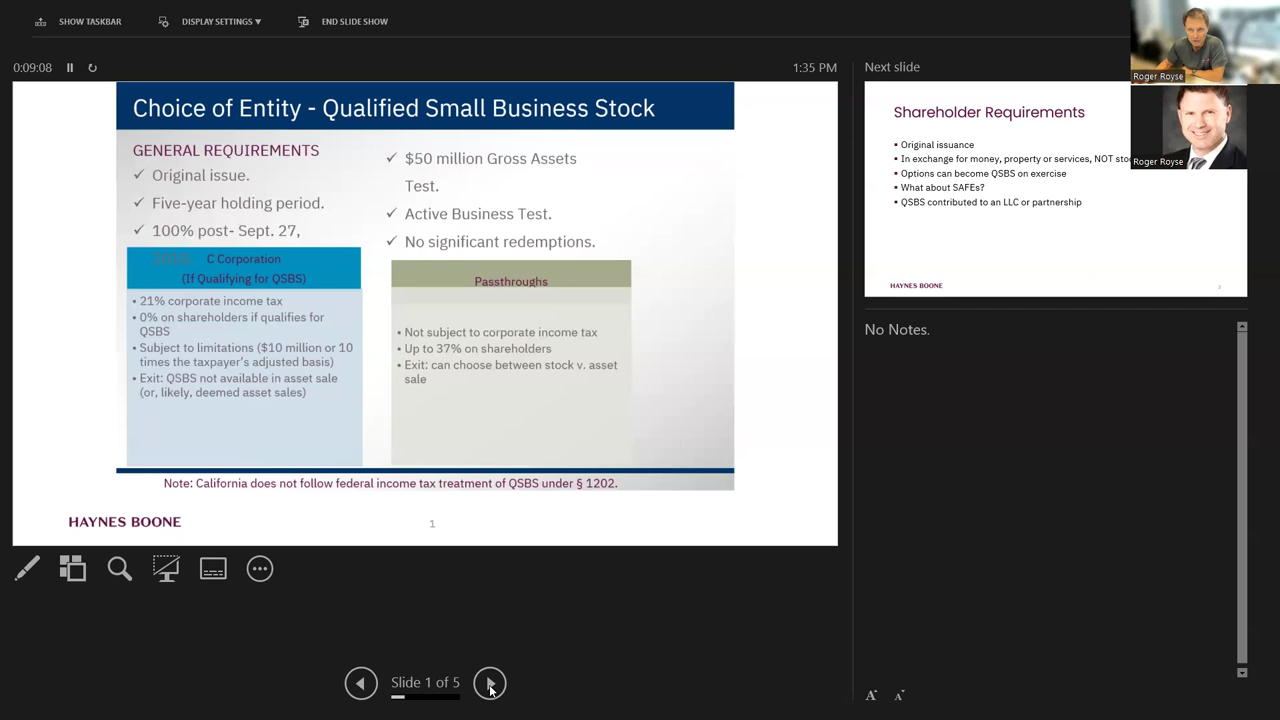 SHOW TASKBAR
DISPLAY SETTINGS ▾
END SLIDE SHOW
0:09:08
1:35 PM
Choice of Entity - Qualified Small Business Stock
GENERAL REQUIREMENTS
✓ Original issue.
✓ Five-year holding period.
✓ 100% post- Sept. 27,
2010
✓ $50 million Gross Assets
Test.
✓ Active Business Test.
✓ No significant redemptions.
C Corporation
(If Qualifying for QSBS)
• 21% corporate income tax
• 0% on shareholders if qualifies for
QSBS
• Subject to limitations ($10 million or 10
times the taxpayer's adjusted basis)
• Exit: QSBS not available in asset sale
(or, likely, deemed asset sales)
Passthroughs
• Not subject to corporate income tax
• Up to 37% on shareholders
• Exit: can choose between stock v. asset
sale
Note: California does not follow federal income tax treatment of QSBS under § 1202.
HAYNES BOONE
1
Slide 1 of 5
Next slide
Shareholder Requirements
▪ Original issuance
▪ In exchange for money, property or services, NOT
▪ Options can become QSBS on exercise
▪ What about SAFEs?
▪ QSBS contributed to an LLC or partnership
HAYNES BOONE
2
No Notes.
A
A
Roger Royse
Roger Royse